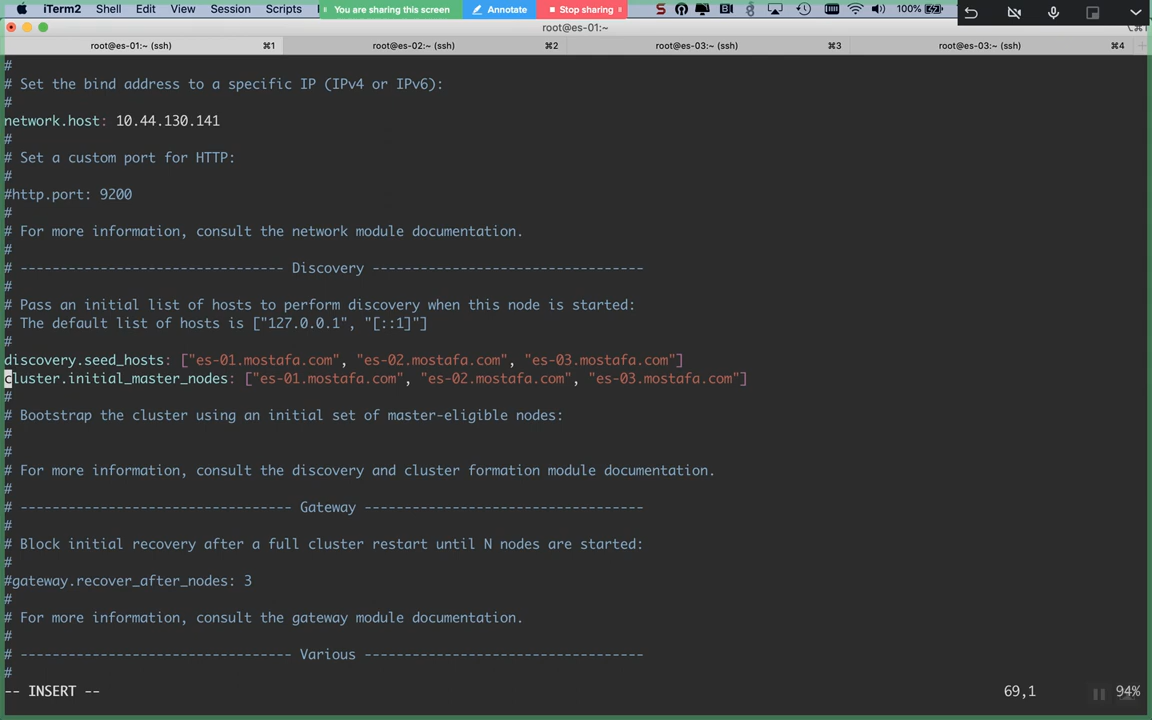 iTerm2 Shell Edit View Session Scripts You are sharing this screen Annotate Stop sharing 100%
root@es-01:~ (ssh)
root@es-01:~ (ssh) ⌘1 root@es-02:~ (ssh) ⌘2 root@es-03:~ (ssh) ⌘3 root@es-03:~ (ssh) ⌘4
#
# Set the bind address to a specific IP (IPv4 or IPv6):
#
network.host: 10.44.130.141
#
# Set a custom port for HTTP:
#
#http.port: 9200
#
# For more information, consult the network module documentation.
#
# --------------------------------- Discovery ----------------------------------
#
# Pass an initial list of hosts to perform discovery when this node is started:
# The default list of hosts is ["127.0.0.1", "[::1]"]
#
discovery.seed_hosts: ["es-01.mostafa.com", "es-02.mostafa.com", "es-03.mostafa.com"]
cluster.initial_master_nodes: ["es-01.mostafa.com", "es-02.mostafa.com", "es-03.mostafa.com"]
#
# Bootstrap the cluster using an initial set of master-eligible nodes:
#
#
# For more information, consult the discovery and cluster formation module documentation.
#
# ---------------------------------- Gateway -----------------------------------
#
# Block initial recovery after a full cluster restart until N nodes are started:
#
#gateway.recover_after_nodes: 3
#
# For more information, consult the gateway module documentation.
#
# ---------------------------------- Various -----------------------------------
#
-- INSERT -- 69,1 94%